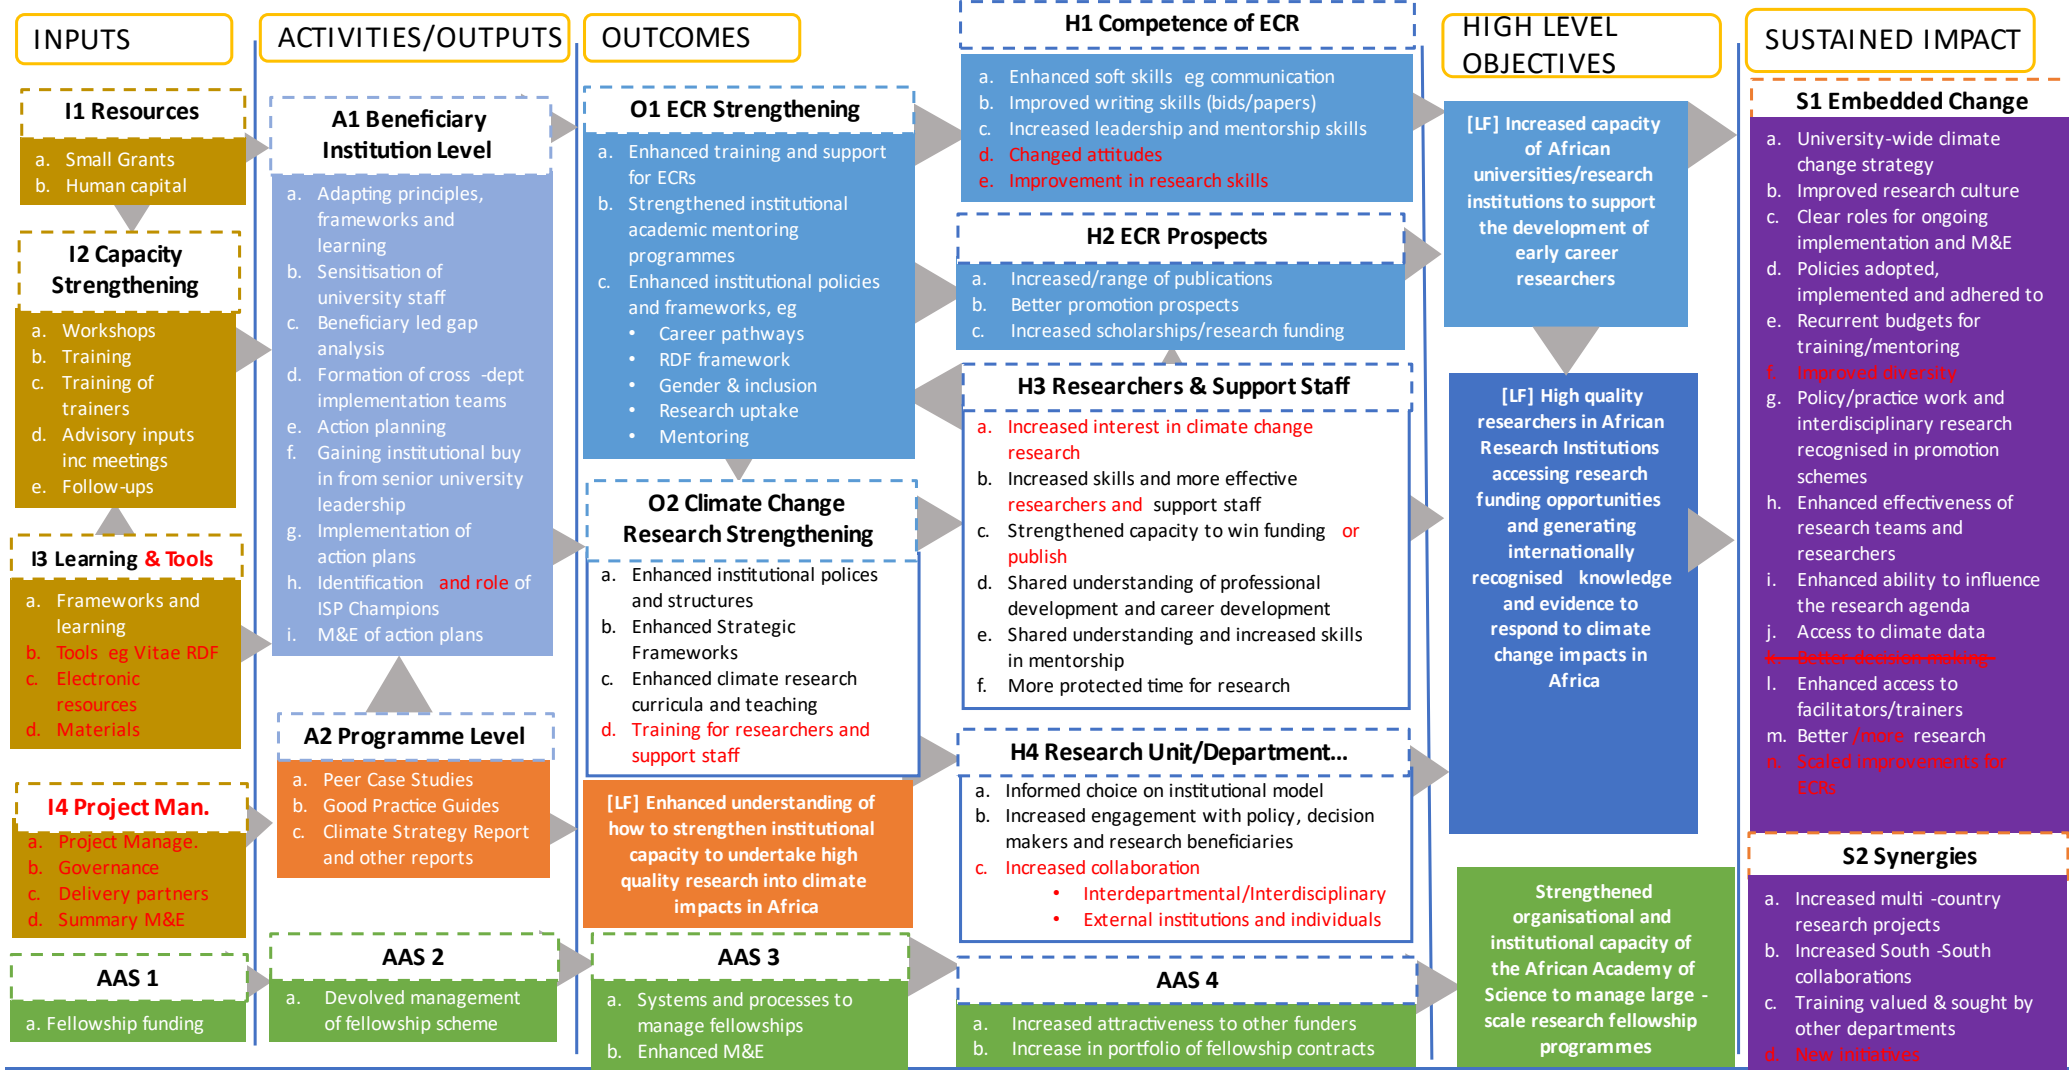 INPUTS
I1 Resources
a. Small Grants
b. Human capital
I2 Capacity
Strengthening
a. Workshops
b. Training
c. Training of
trainers
d. Advisory inputs
inc meetings
e. Follow-ups
I3 Learning & Tools
a. Frameworks and
learning
b. Tools eg Vitae RDF
c. Electronic
resources
d. Materials
I4 Project Man.
a. Project Manage.
b. Governance
c. Delivery partners
d. Summary M&E
AAS 1
a. Fellowship funding
ACTIVITIES/OUTPUTS
A1 Beneficiary
Institution Level
a. Adapting principles,
frameworks and
learning
b. Sensitisation of
university staff
c. Beneficiary led gap
analysis
d. Formation of cross -dept
implementation teams
e. Action planning
f. Gaining institutional buy
in from senior university
leadership
g. Implementation of
action plans
h. Identification and role of
ISP Champions
i. M&E of action plans
A2 Programme Level
a. Peer Case Studies
b. Good Practice Guides
c. Climate Strategy Report
and other reports
AAS 2
a. Devolved management
of fellowship scheme
OUTCOMES
O1 ECR Strengthening
a. Enhanced training and support
for ECRs
b. Strengthened institutional
academic mentoring
programmes
c. Enhanced institutional policies
and frameworks, eg
• Career pathways
• RDF framework
• Gender & inclusion
• Research uptake
• Mentoring
O2 Climate Change
Research Strengthening
a. Enhanced institutional polices
and structures
b. Enhanced Strategic
Frameworks
c. Enhanced climate research
curricula and teaching
d. Training for researchers and
support staff
[LF] Enhanced understanding of
how to strengthen institutional
capacity to undertake high
quality research into climate
impacts in Africa
AAS 3
a. Systems and processes to
manage fellowships
b. Enhanced M&E
H1 Competence of ECR
a. Enhanced soft skills eg communication
b. Improved writing skills (bids/papers)
c. Increased leadership and mentorship skills
d. Changed attitudes
e. Improvement in research skills
H2 ECR Prospects
a. Increased/range of publications
b. Better promotion prospects
c. Increased scholarships/research funding
H3 Researchers & Support Staff
a. Increased interest in climate change
research
b. Increased skills and more effective
researchers and support staff
c. Strengthened capacity to win funding or
publish
d. Shared understanding of professional
development and career development
e. Shared understanding and increased skills
in mentorship
f. More protected time for research
H4 Research Unit/Department...
a. Informed choice on institutional model
b. Increased engagement with policy, decision
makers and research beneficiaries
c. Increased collaboration
• Interdepartmental/Interdisciplinary
• External institutions and individuals
AAS 4
a. Increased attractiveness to other funders
b. Increase in portfolio of fellowship contracts
HIGH LEVEL
OBJECTIVES
[LF] Increased capacity
of African
universities/research
institutions to support
the development of
early career
researchers
[LF] High quality
researchers in African
Research Institutions
accessing research
funding opportunities
and generating
internationally
recognised knowledge
and evidence to
respond to climate
change impacts in
Africa
Strengthened
organisational and
institutional capacity of
the African Academy of
Science to manage large -
scale research fellowship
programmes
SUSTAINED IMPACT
S1 Embedded Change
a. University-wide climate
change strategy
b. Improved research culture
c. Clear roles for ongoing
implementation and M&E
d. Policies adopted,
implemented and adhered to
e. Recurrent budgets for
training/mentoring
f. Improved diversity
g. Policy/practice work and
interdisciplinary research
recognised in promotion
schemes
h. Enhanced effectiveness of
research teams and
researchers
i. Enhanced ability to influence
the research agenda
j. Access to climate data
k. Better decision making
l. Enhanced access to
facilitators/trainers
m. Better /more research
n. Scaled improvements for
ECRs
S2 Synergies
a. Increased multi -country
research projects
b. Increased South -South
collaborations
c. Training valued & sought by
other departments
d. New initiatives